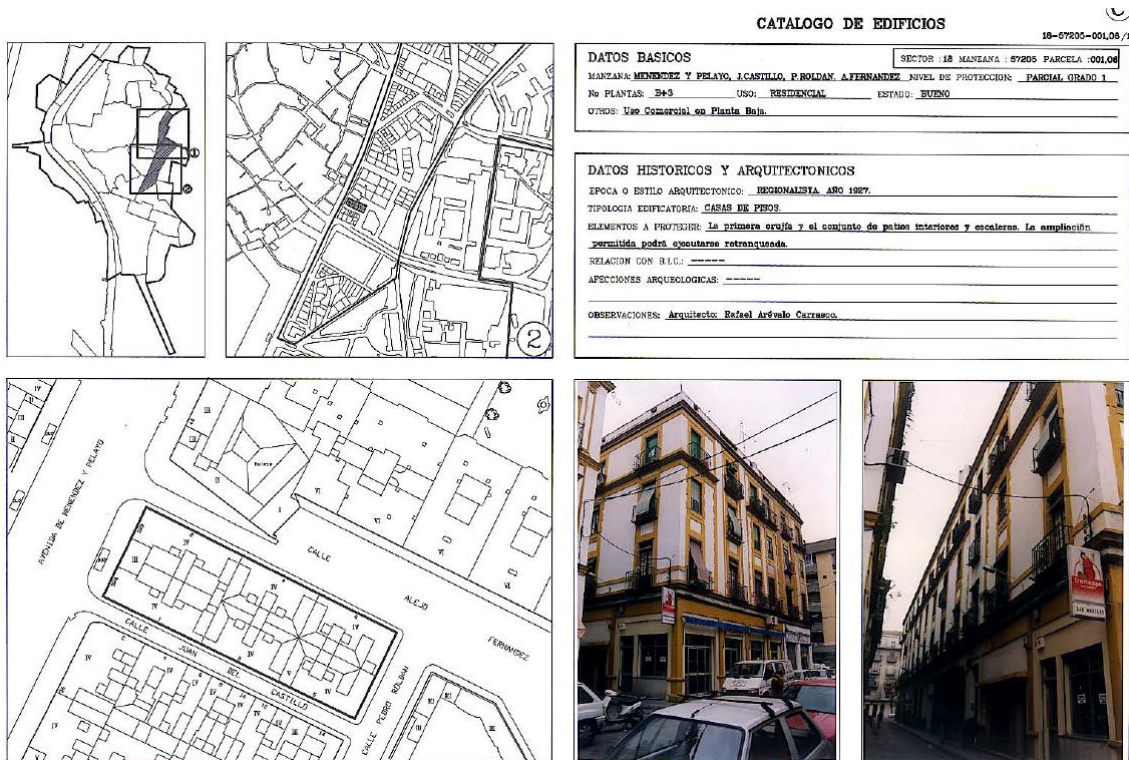 CATALOGO DE EDIFICIOS
18-57205-001,06/1
DATOS BASICOS
SECTOR :18 MANZANA : 57205 PARCELA :001,06
MANZANA: MENENDEZ Y PELAYO, J.CASTILLO, P.ROLDAN, A.FERNANDEZ NIVEL DE PROTECCION: PARCIAL GRADO 1
No PLANTAS: B+3 USO: RESIDENCIAL ESTADO: BUENO
OTROS: Uso Comercial en Planta Baja.
DATOS HISTORICOS Y ARQUITECTONICOS
EPOCA O ESTILO ARQUITECTONICO: REGIONALISTA. AÑO 1927.
TIPOLOGIA EDIFICATORIA: CASAS DE PISOS.
ELEMENTOS A PROTEGER: La primera crujía y el conjunto de patios interiores y escaleras. La ampliación
permitida podrá ejecutarse retranqueada.
RELACION CON B.I.C.: -----
AFECCIONES ARQUEOLOGICAS: -----
OBSERVACIONES: Arquitecto: Rafael Arévalo Carrasco.
2
AVENIDA DE MENENDEZ Y PELAYO
CALLE
ALEJO
FERNANDEZ
CALLE
JUAN
DEL
CASTILLO
CALLE PEDRO ROLDAN